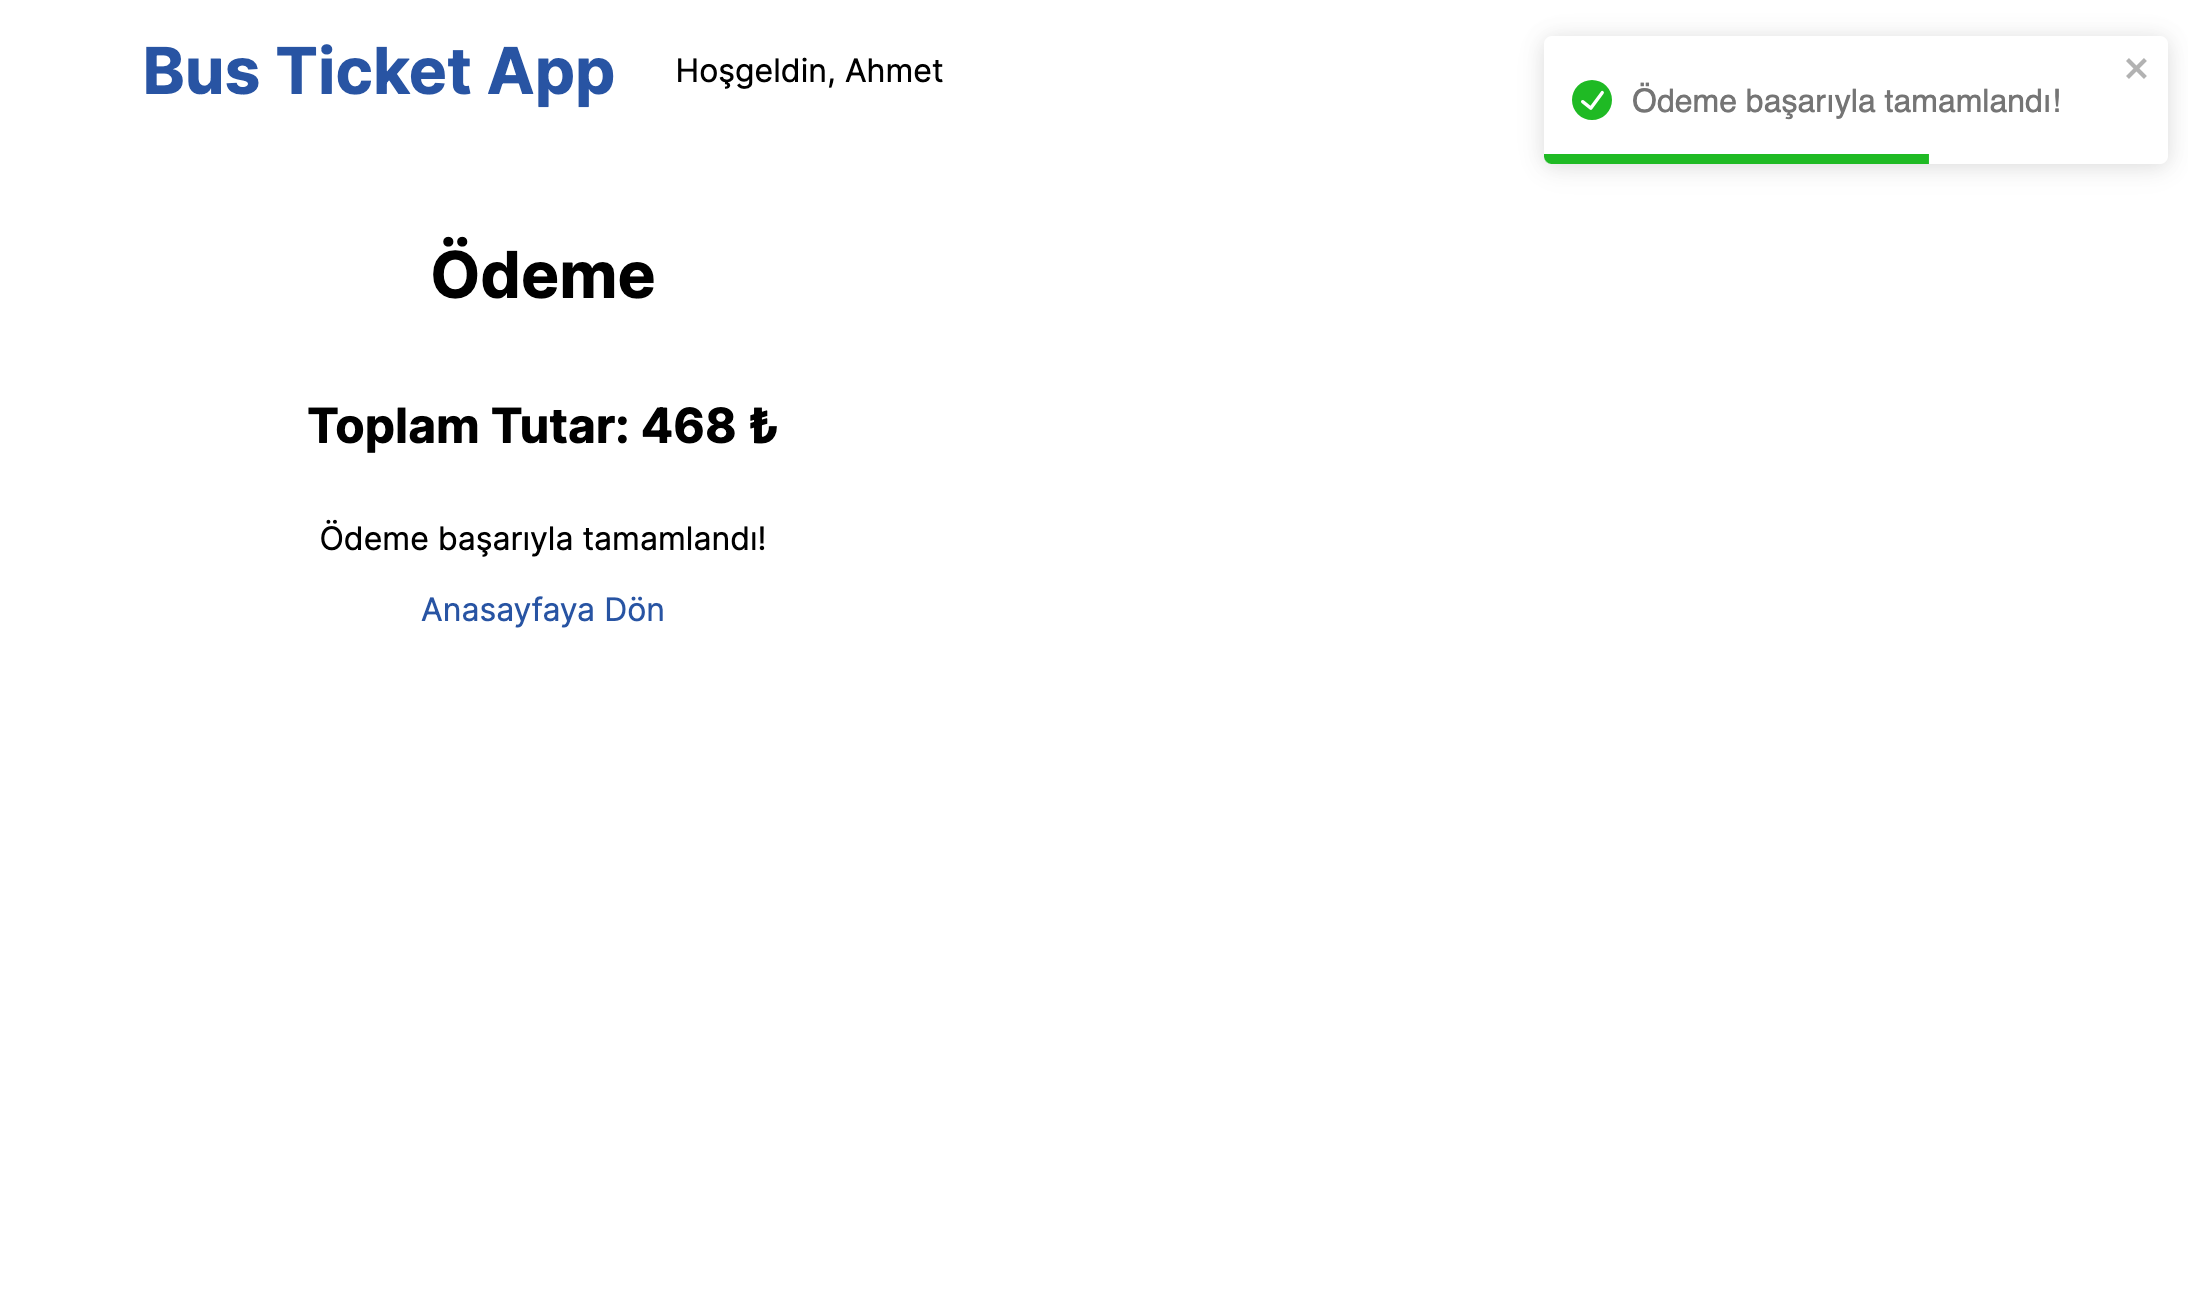 Bus Ticket App
Hoşgeldin, Ahmet
Ödeme başarıyla tamamlandı!
Ödeme
Toplam Tutar: 468 ₺
Ödeme başarıyla tamamlandı!
Anasayfaya Dön